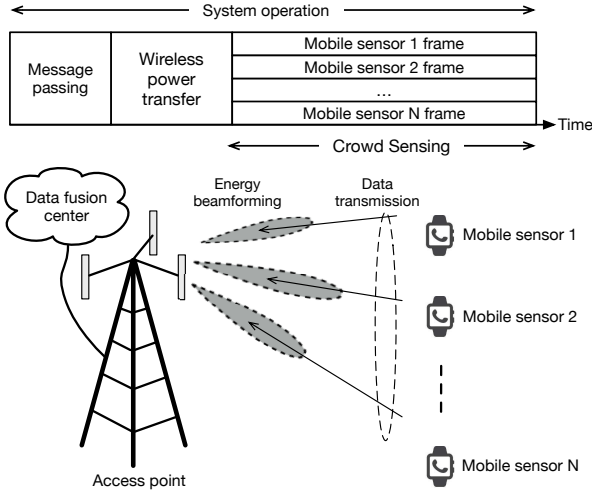 System operation
Message
passing
Wireless
power
transfer
Mobile sensor 1 frame
Mobile sensor 2 frame
...
Mobile sensor N frame
Time
Crowd Sensing
Data fusion
center
Energy
beamforming
Data
transmission
Mobile sensor 1
Mobile sensor 2
Mobile sensor N
Access point